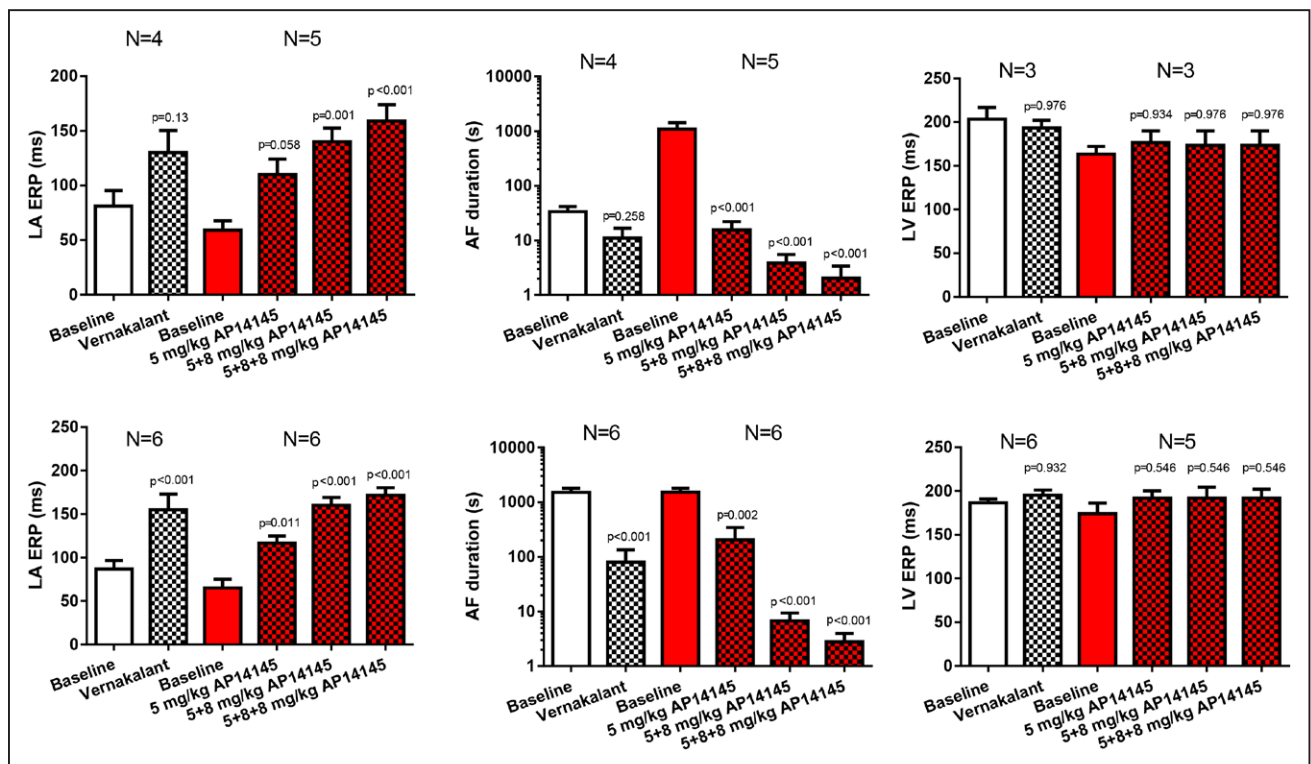 N=4 N=5
LA ERP (ms)
200
150
100
50
0
p=0.13
p=0.058
p=0.001
p<0.001
Baseline
Vernakalant
Baseline
5 mg/kg AP14145
5+8 mg/kg AP14145
5+8+8 mg/kg AP14145
N=4 N=5
AF duration (s)
10000
1000
100
10
1
p=0.258
p<0.001
p<0.001
p<0.001
Baseline
Vernakalant
Baseline
5 mg/kg AP14145
5+8 mg/kg AP14145
5+8+8 mg/kg AP14145
N=3 N=3
LV ERP (ms)
250
200
150
100
50
0
p=0.976
p=0.934
p=0.976
p=0.976
Baseline
Vernakalant
Baseline
5 mg/kg AP14145
5+8 mg/kg AP14145
5+8+8 mg/kg AP14145
N=6 N=6
LA ERP (ms)
250
200
150
100
50
0
p<0.001
p=0.011
p<0.001
p<0.001
Baseline
Vernakalant
Baseline
5 mg/kg AP14145
5+8 mg/kg AP14145
5+8+8 mg/kg AP14145
N=6 N=6
AF duration (s)
10000
1000
100
10
1
p<0.001
p=0.002
p<0.001
p<0.001
Baseline
Vernakalant
Baseline
5 mg/kg AP14145
5+8 mg/kg AP14145
5+8+8 mg/kg AP14145
N=6 N=5
LV ERP (ms)
250
200
150
100
50
0
p=0.932
p=0.546
p=0.546
p=0.546
Baseline
Vernakalant
Baseline
5 mg/kg AP14145
5+8 mg/kg AP14145
5+8+8 mg/kg AP14145